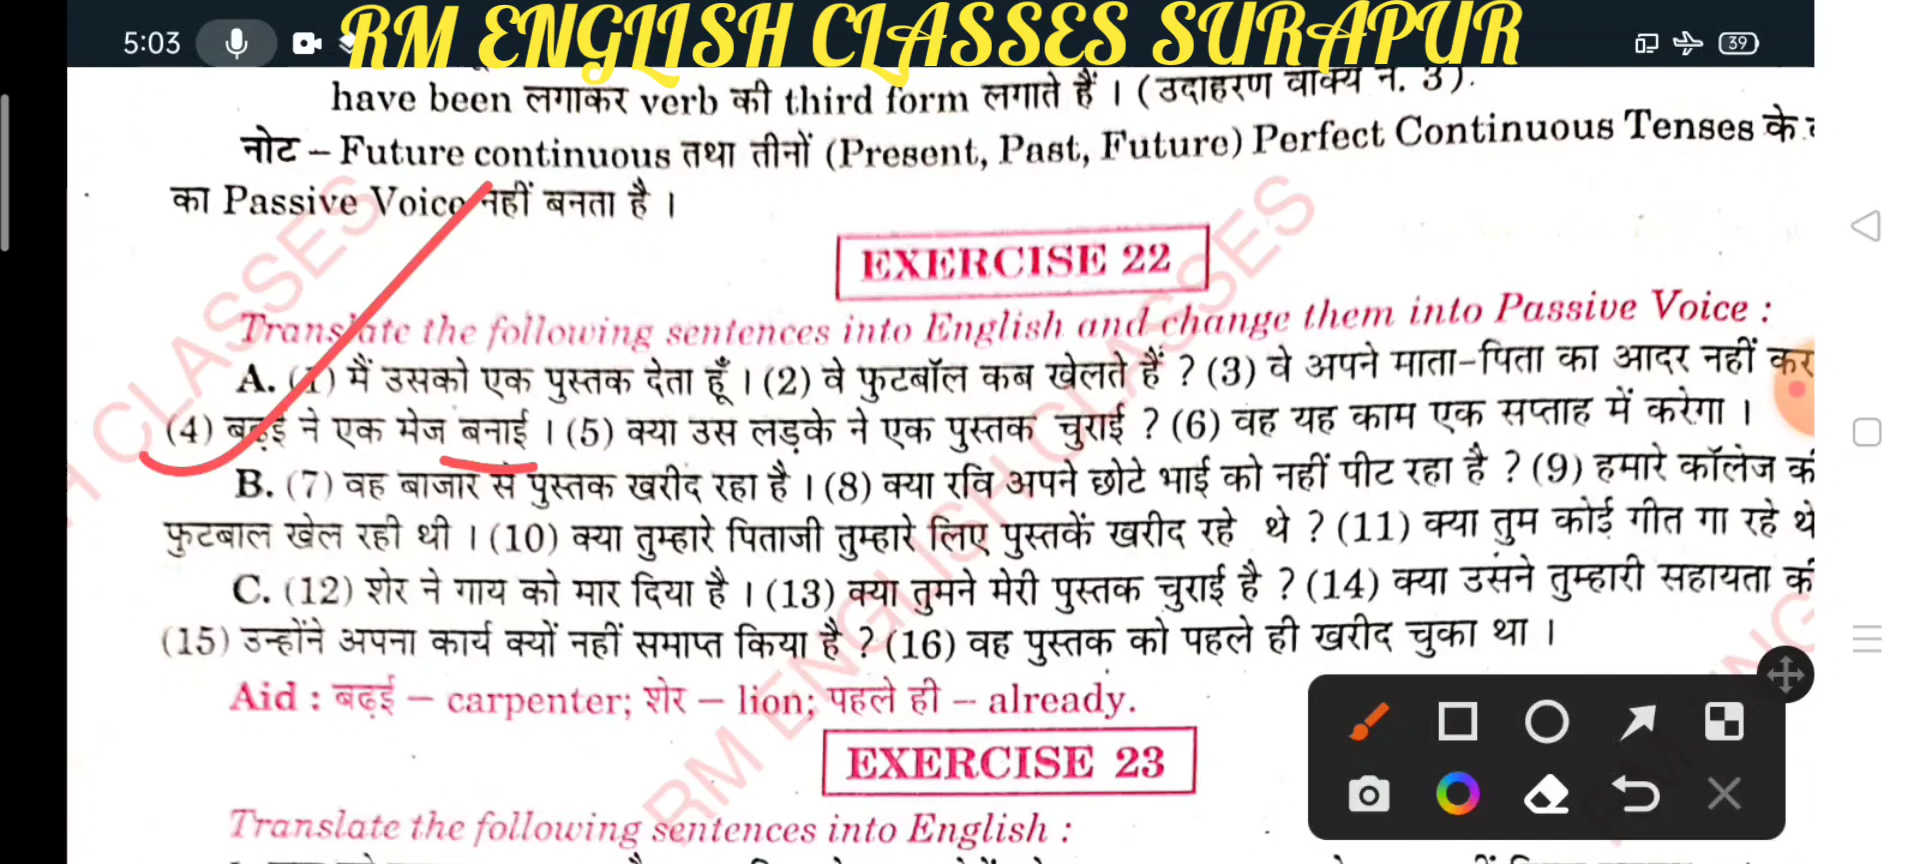 5:03
RM ENGLISH CLASSES SURAPUR
39
have been लगाकर verb की third form लगाते हैं । (उदाहरण वाक्य नं. 3).
नोट – Future continuous तथा तीनों (Present, Past, Future) Perfect Continuous Tenses के
का Passive Voice नहीं बनता है ।
EXERCISE 22
Translate the following sentences into English and change them into Passive Voice :
A. (1) मैं उसको एक पुस्तक देता हूँ । (2) वे फुटबॉल कब खेलते हैं ? (3) वे अपने माता-पिता का आदर नहीं कर
(4) बढ़ई ने एक मेज बनाई । (5) क्या उस लड़के ने एक पुस्तक चुराई ? (6) वह यह काम एक सप्ताह में करेगा ।
B. (7) वह बाजार से पुस्तक खरीद रहा है । (8) क्या रवि अपने छोटे भाई को नहीं पीट रहा है ? (9) हमारे कॉलेज
फुटबाल खेल रही थी । (10) क्या तुम्हारे पिताजी तुम्हारे लिए पुस्तकें खरीद रहे थे ? (11) क्या तुम कोई गीत गा रहे थे
C. (12) शेर ने गाय को मार दिया है । (13) क्या तुमने मेरी पुस्तक चुराई है ? (14) क्या उसने तुम्हारी सहायता
(15) उन्होंने अपना कार्य क्यों नहीं समाप्त किया है ? (16) वह पुस्तक को पहले ही खरीद चुका था ।
Aid : बढ़ई – carpenter; शेर – lion; पहले ही – already.
EXERCISE 23
Translate the following sentences into English :
CLASSES
RM ENGLISH CLASSES